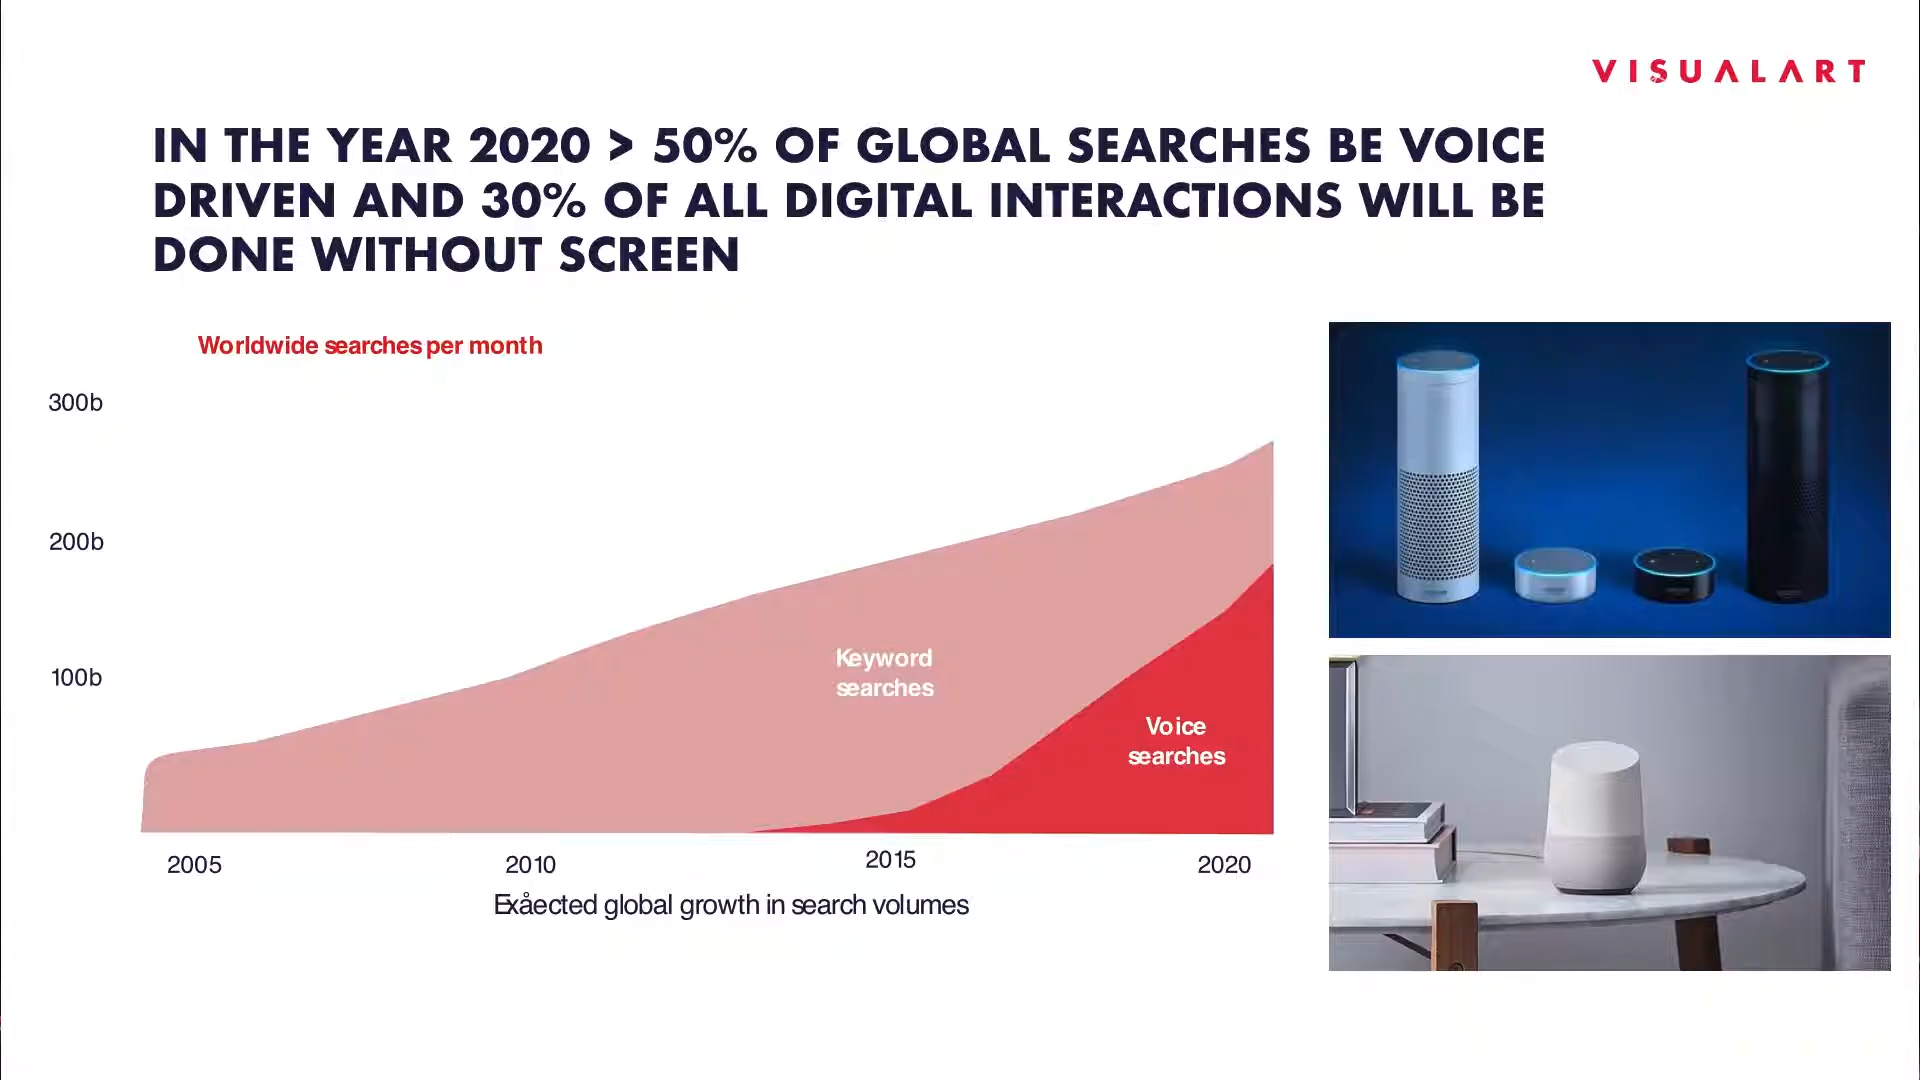 VISUALART
IN THE YEAR 2020 > 50% OF GLOBAL SEARCHES BE VOICE
DRIVEN AND 30% OF ALL DIGITAL INTERACTIONS WILL BE
DONE WITHOUT SCREEN
Worldwide searches per month
300b
200b
100b
Keyword
searches
Voice
searches
2005
2010
2015
2020
Exåected global growth in search volumes